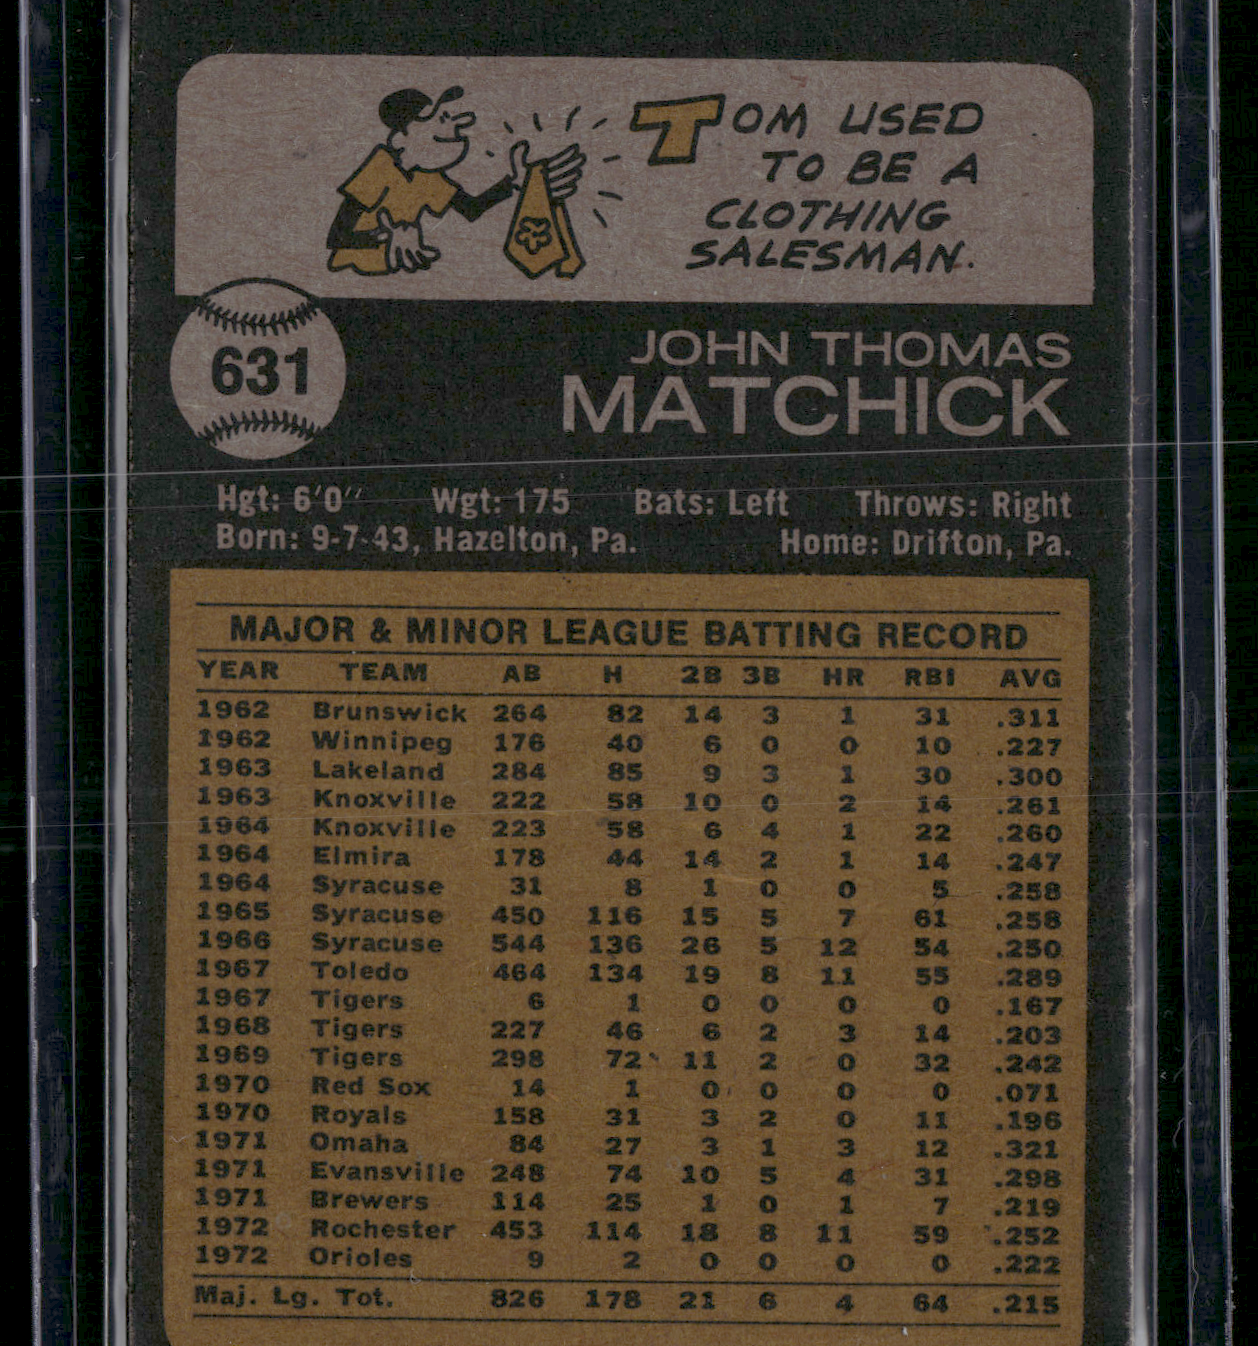 TOM USED
TO BE A
CLOTHING
SALESMAN.
631
JOHN THOMAS
MATCHICK
Hgt: 6'0" Wgt: 175 Bats: Left Throws: Right
Born: 9-7-43, Hazelton, Pa. Home: Drifton, Pa.
MAJOR & MINOR LEAGUE BATTING RECORD
YEAR TEAM AB H 2B 3B HR RBI AVG
1962 Brunswick 264 82 14 3 1 31 .311
1962 Winnipeg 176 40 6 0 0 10 .227
1963 Lakeland 284 85 9 3 1 30 .300
1963 Knoxville 222 58 10 0 2 14 .261
1964 Knoxville 223 58 6 4 1 22 .260
1964 Elmira 178 44 14 2 1 14 .247
1964 Syracuse 31 8 1 0 0 5 .258
1965 Syracuse 450 116 15 5 7 61 .258
1966 Syracuse 544 136 26 5 12 54 .250
1967 Toledo 464 134 19 8 11 55 .289
1967 Tigers 6 1 0 0 0 0 .167
1968 Tigers 227 46 6 2 3 14 .203
1969 Tigers 298 72 11 2 0 32 .242
1970 Red Sox 14 1 0 0 0 0 .071
1970 Royals 158 31 3 2 0 11 .196
1971 Omaha 84 27 3 1 3 12 .321
1971 Evansville 248 74 10 5 4 31 .298
1971 Brewers 114 25 1 0 1 7 .219
1972 Rochester 453 114 18 8 11 59 .252
1972 Orioles 9 2 0 0 0 0 .222
Maj. Lg. Tot. 826 178 21 6 4 64 .215